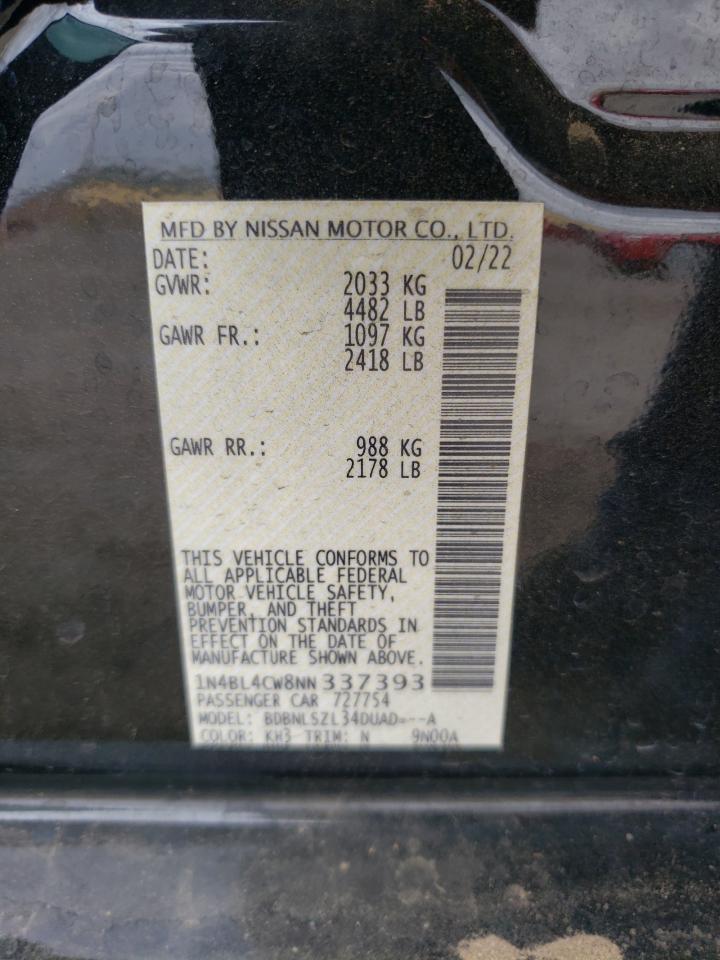 MFD BY NISSAN MOTOR CO., LTD.
DATE: 02/22
GVWR: 2033 KG
4482 LB
GAWR FR.: 1097 KG
2418 LB
GAWR RR.: 988 KG
2178 LB
THIS VEHICLE CONFORMS TO
ALL APPLICABLE FEDERAL
MOTOR VEHICLE SAFETY,
BUMPER, AND THEFT
PREVENTION STANDARDS IN
EFFECT ON THE DATE OF
MANUFACTURE SHOWN ABOVE.
1N4BL4CW8NN337393
PASSENGER CAR 727754
MODEL: BDBNLSZL34DUAD---A
COLOR: KH3 TRIM: N 9N00A